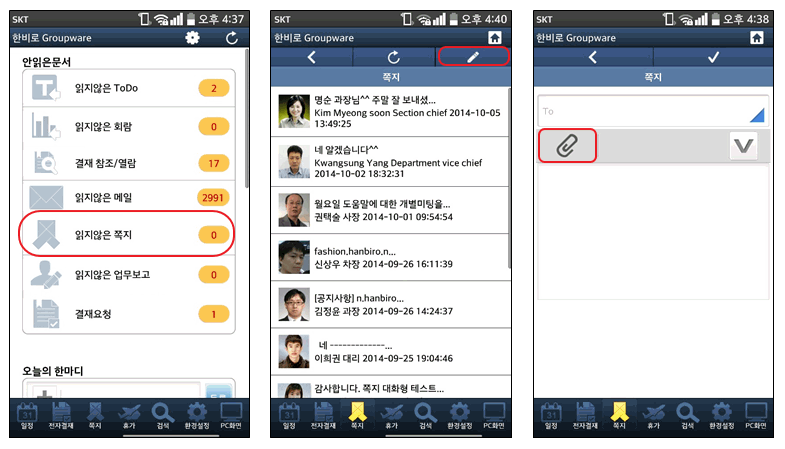 SKT 오후 4:37
한비로 Groupware
안읽은문서
읽지않은 ToDo 2
읽지않은 회람 0
결재 참조/열람 17
읽지않은 메일 2991
읽지않은 쪽지 0
읽지않은 업무보고 0
결재요청 1
오늘의 한마디
31
일정 전자결재 쪽지 휴가 검색 환경설정 PC화면
SKT 오후 4:40
한비로 Groupware
쪽지
명순 과장님^^ 주말 잘 보내셨...
Kim Myeong soon Section chief 2014-10-05
13:49:25
네 알겠습니다^^
Kwangsung Yang Department vice chief
2014-10-02 18:32:31
월요일 도움말에 대한 개별미팅을...
권택술 사장 2014-10-01 09:54:54
fashion.hanbiro.n...
신상우 차장 2014-09-26 16:11:39
[공지사항] n.hanbiro...
김정윤 과장 2014-09-26 14:24:37
네 -------------...
이희권 대리 2014-09-25 19:04:46
감사합니다. 쪽지 대화형 테스트...
31
일정 전자결재 쪽지 휴가 검색 환경설정 PC화면
SKT 오후 4:38
한비로 Groupware
쪽지
To
31
일정 전자결재 쪽지 휴가 검색 환경설정 PC화면